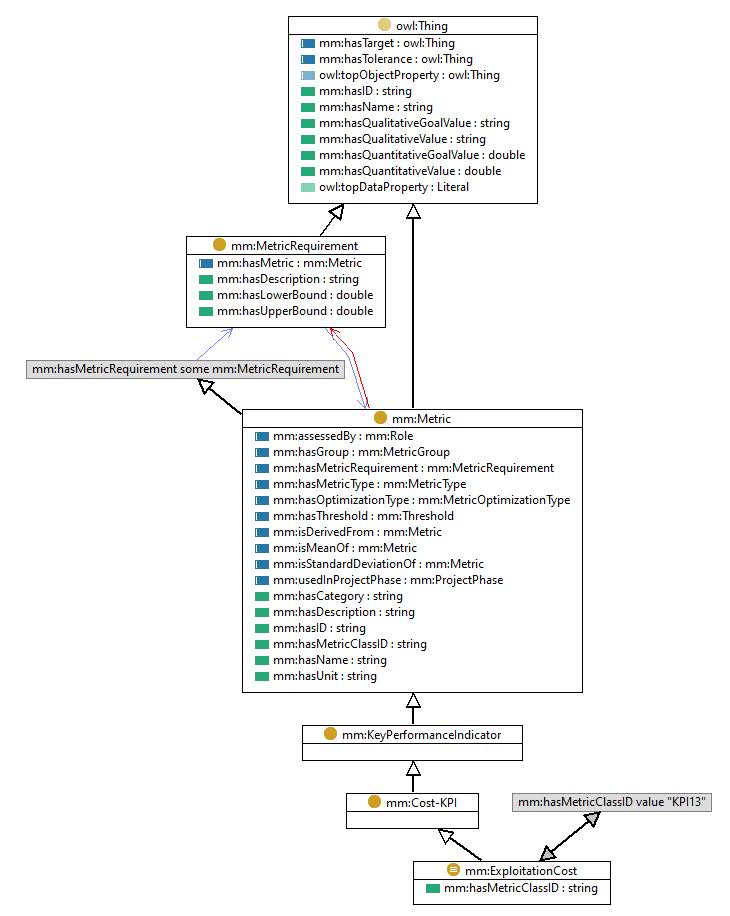 owl:Thing
mm:hasTarget : owl:Thing
mm:hasTolerance : owl:Thing
owl:topObjectProperty : owl:Thing
mm:hasID : string
mm:hasName : string
mm:hasQualitativeGoalValue : string
mm:hasQualitativeValue : string
mm:hasQuantitativeGoalValue : double
mm:hasQuantitativeValue : double
owl:topDataProperty : Literal
mm:MetricRequirement
mm:hasMetric : mm:Metric
mm:hasDescription : string
mm:hasLowerBound : double
mm:hasUpperBound : double
mm:hasMetricRequirement some mm:MetricRequirement
mm:Metric
mm:assessedBy : mm:Role
mm:hasGroup : mm:MetricGroup
mm:hasMetricRequirement : mm:MetricRequirement
mm:hasMetricType : mm:MetricType
mm:hasOptimizationType : mm:MetricOptimizationType
mm:hasThreshold : mm:Threshold
mm:isDerivedFrom : mm:Metric
mm:isMeanOf : mm:Metric
mm:isStandardDeviationOf : mm:Metric
mm:usedInProjectPhase : mm:ProjectPhase
mm:hasCategory : string
mm:hasDescription : string
mm:hasID : string
mm:hasMetricClassID : string
mm:hasName : string
mm:hasUnit : string
mm:KeyPerformanceIndicator
mm:Cost-KPI
mm:hasMetricClassID value "KPI13"
mm:ExploitationCost
mm:hasMetricClassID : string